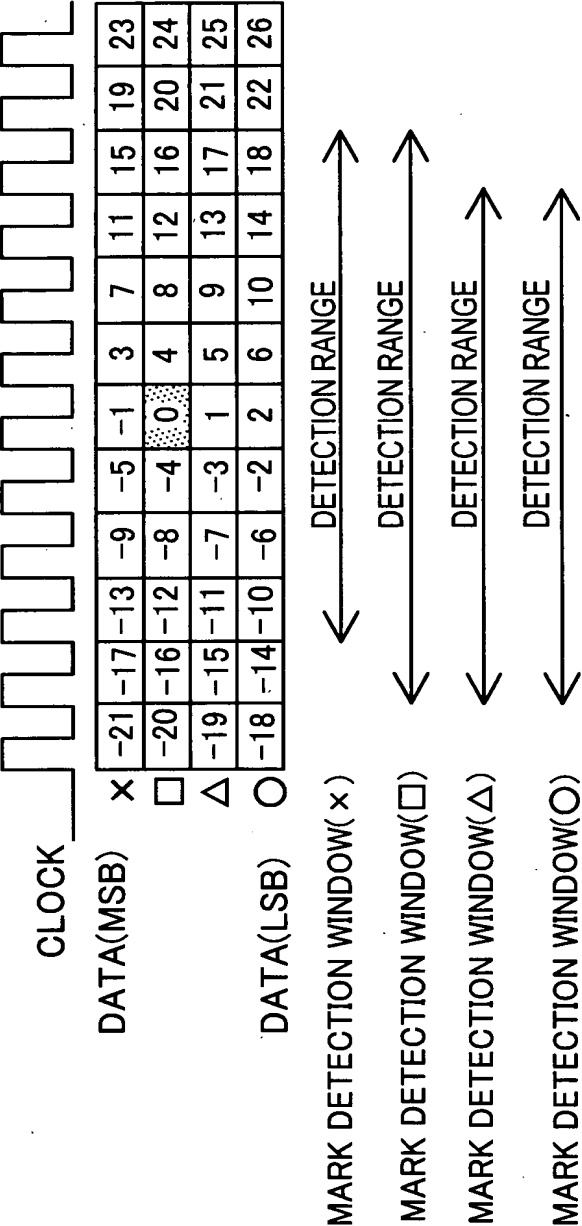 CLOCK
DATA(MSB) × -21 -17 -13 -9 -5 -1 3 7 11 15 19 23
□ -20 -16 -12 -8 -4 0 4 8 12 16 20 24
△ -19 -15 -11 -7 -3 1 5 9 13 17 21 25
DATA(LSB) ○ -18 -14 -10 -6 -2 2 6 10 14 18 22 26
MARK DETECTION WINDOW(×) DETECTION RANGE
MARK DETECTION WINDOW(□) DETECTION RANGE
MARK DETECTION WINDOW(△) DETECTION RANGE
MARK DETECTION WINDOW(○) DETECTION RANGE